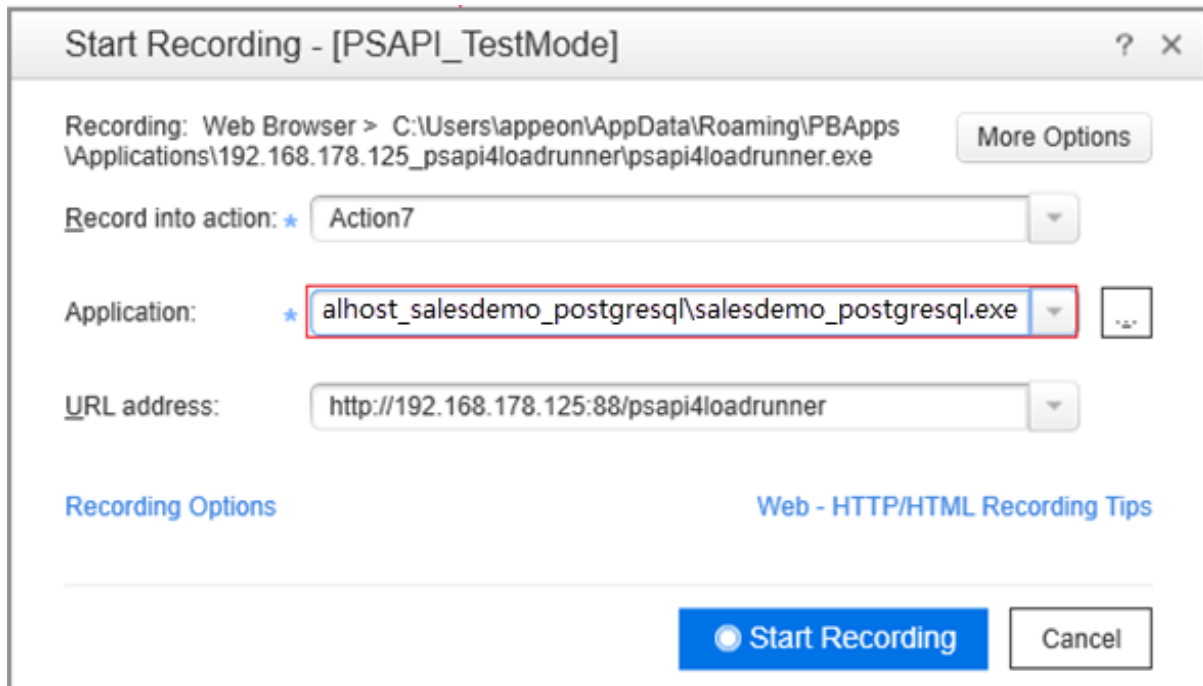 Start Recording - [PSAPI_TestMode]
Recording: Web Browser > C:\Users\appeon\AppData\Roaming\PBApps
\Applications\192.168.178.125_psapi4loadrunner\psapi4loadrunner.exe
More Options
Record into action: * Action7
Application: * alhost_salesdemo_postgresql\salesdemo_postgresql.exe ...
URL address: http://192.168.178.125:88/psapi4loadrunner
Recording Options
Web - HTTP/HTML Recording Tips
Start Recording
Cancel